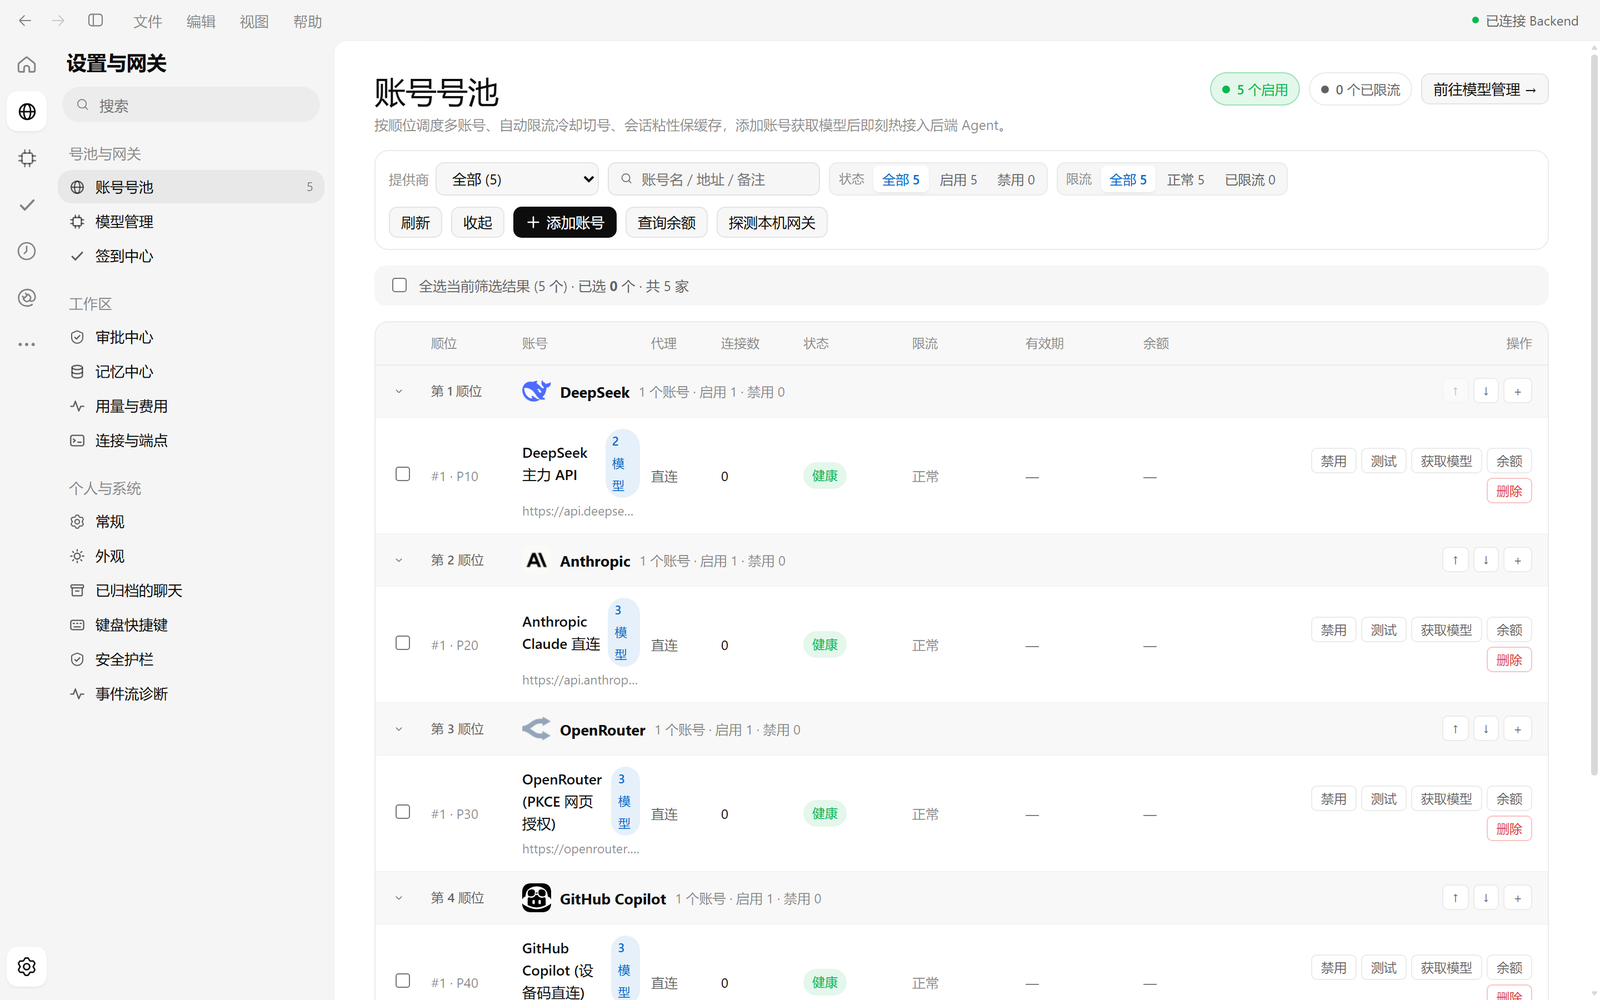 文件 编辑 视图 帮助
已连接 Backend
设置与网关
搜索
号池与网关
账号号池 5
模型管理
签到中心
工作区
审批中心
记忆中心
用量与费用
连接与端点
个人与系统
常规
外观
已归档的聊天
键盘快捷键
安全护栏
事件流诊断
账号号池
5 个启用
0 个已限流
前往模型管理 →
按顺位调度多账号、自动限流冷却切号、会话粘性保缓存，添加账号获取模型后即刻热接入后端 Agent。
提供商 全部 (5) 账号名 / 地址 / 备注 状态 全部 5 启用 5 禁用 0 限流 全部 5 正常 5 已限流 0
刷新 收起 + 添加账号 查询余额 探测本机网关
全选当前筛选结果 (5 个) · 已选 0 个 · 共 5 家
顺位 账号 代理 连接数 状态 限流 有效期 余额 操作
第 1 顺位 DeepSeek 1 个账号 · 启用 1 · 禁用 0 ↑ ↓ +
DeepSeek
主力 API
2
模
型
https://api.deepse...
#1 · P10 直连 0 健康 正常 — — 禁用 测试 获取模型 余额
删除
第 2 顺位 Anthropic 1 个账号 · 启用 1 · 禁用 0 ↑ ↓ +
Anthropic
Claude 直连
3
模
型
https://api.anthrop...
#1 · P20 直连 0 健康 正常 — — 禁用 测试 获取模型 余额
删除
第 3 顺位 OpenRouter 1 个账号 · 启用 1 · 禁用 0 ↑ ↓ +
OpenRouter
(PKCE 网页
授权)
3
模
型
https://openrouter....
#1 · P30 直连 0 健康 正常 — — 禁用 测试 获取模型 余额
删除
第 4 顺位 GitHub Copilot 1 个账号 · 启用 1 · 禁用 0 ↑ ↓ +
GitHub
Copilot (设
备码直连)
3
模
型
#1 · P40 直连 0 健康 正常 — — 禁用 测试 获取模型 余额
删除